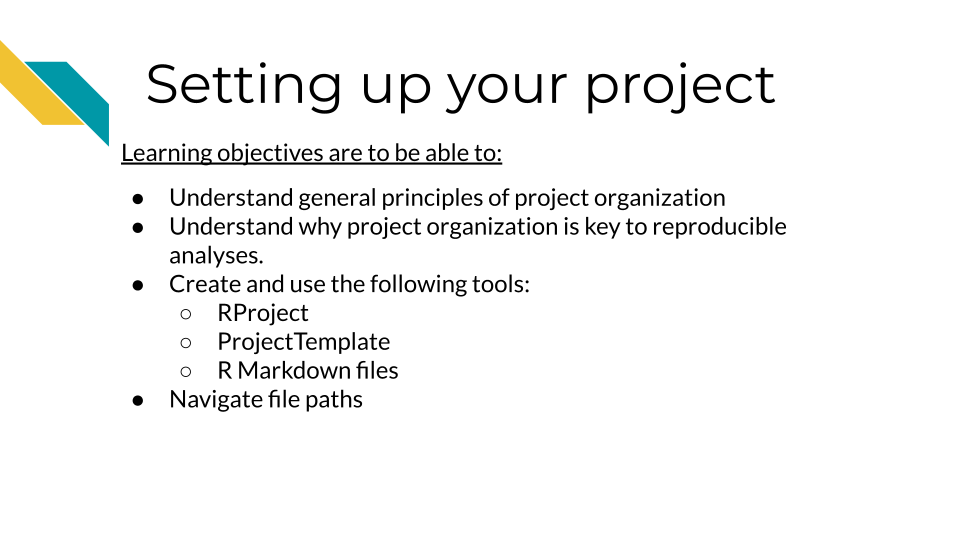 Setting up your project
Learning objectives are to be able to:
● Understand general principles of project organization
● Understand why project organization is key to reproducible
analyses.
● Create and use the following tools:
○ RProject
○ ProjectTemplate
○ R Markdown files
● Navigate file paths